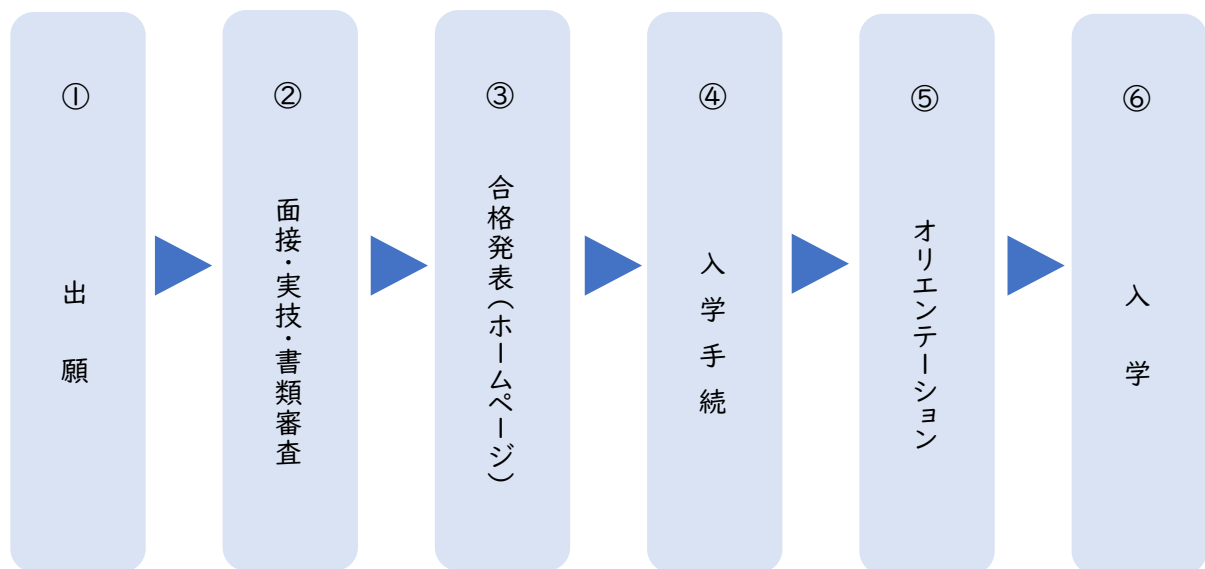 ①
出願
②
面接・実技・書類審査
③
合格発表(ホームページ)
④
入学手続
⑤
オリエンテーション
⑥
入学